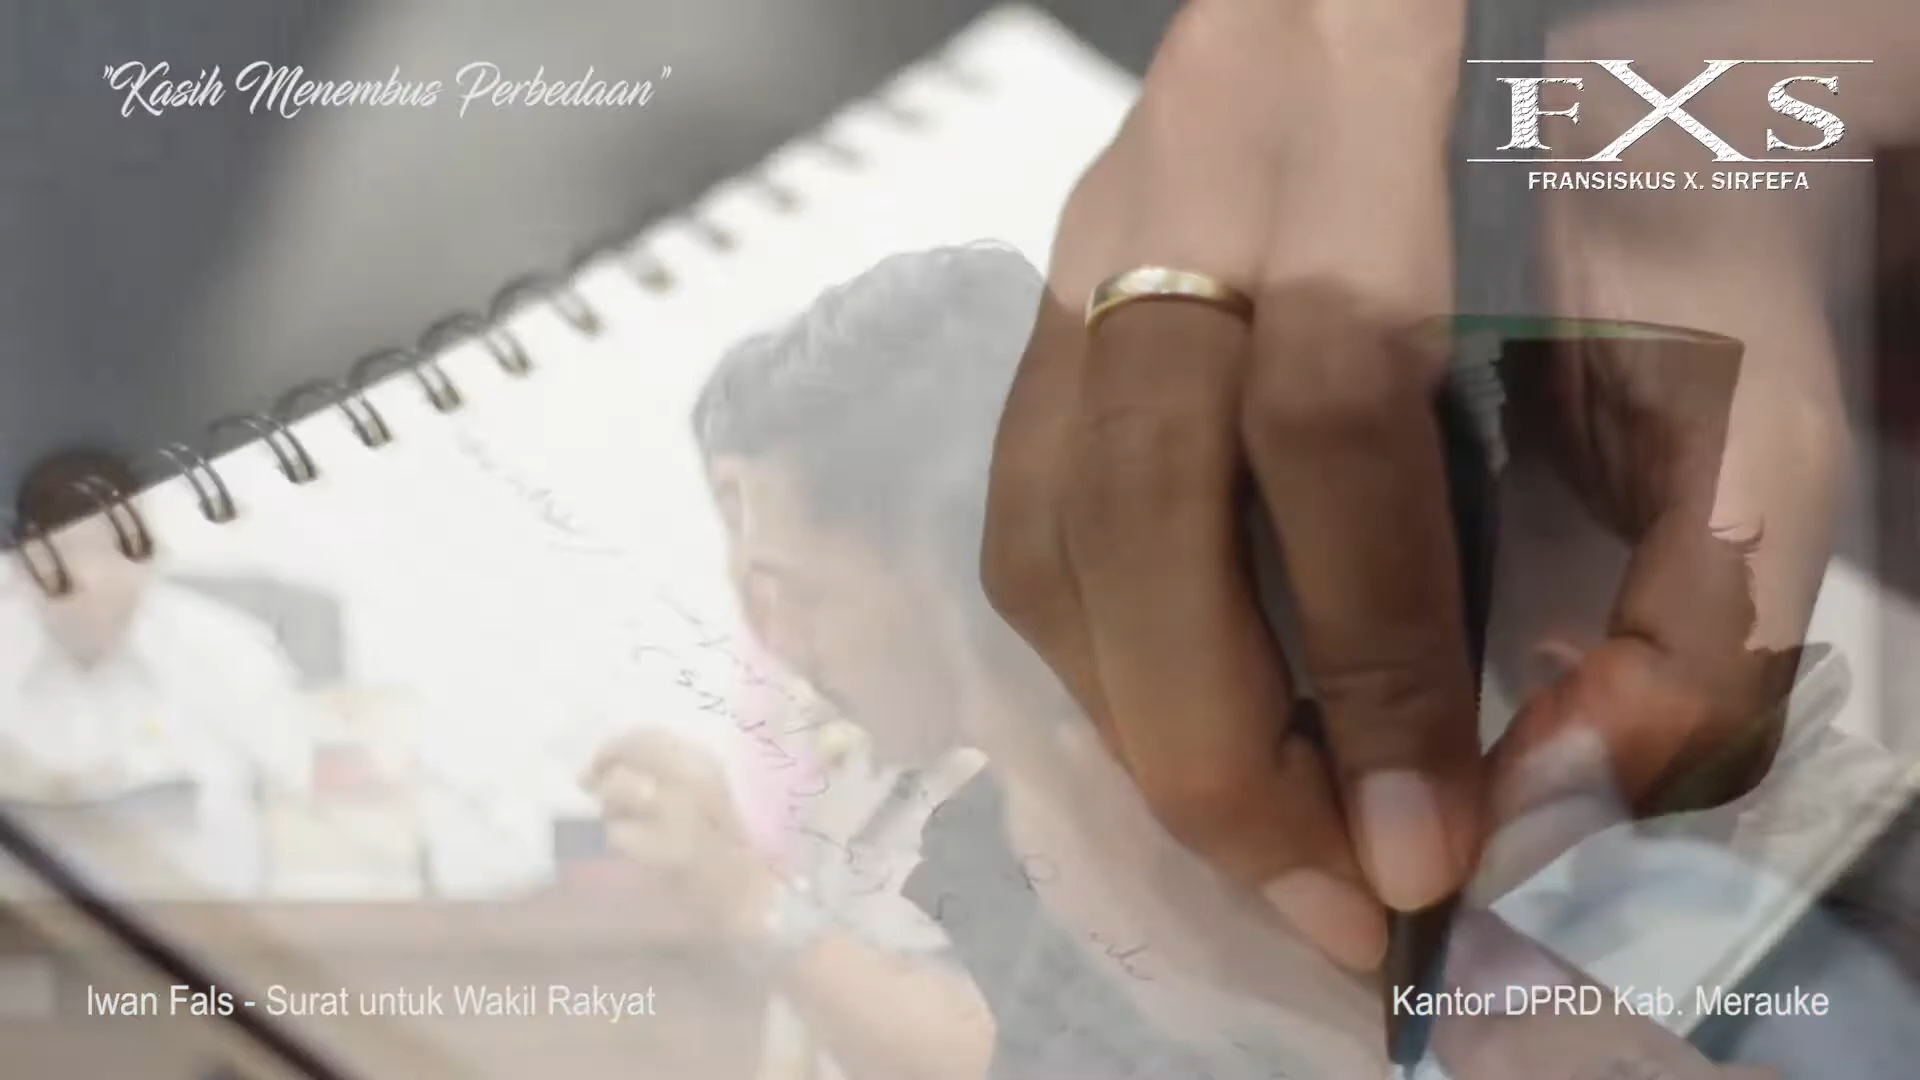 "Kasih Menembus Perbedaan"
FXS
FRANSISKUS X. SIRFEFA
Iwan Fals - Surat untuk Wakil Rakyat
Kantor DPRD Kab. Merauke